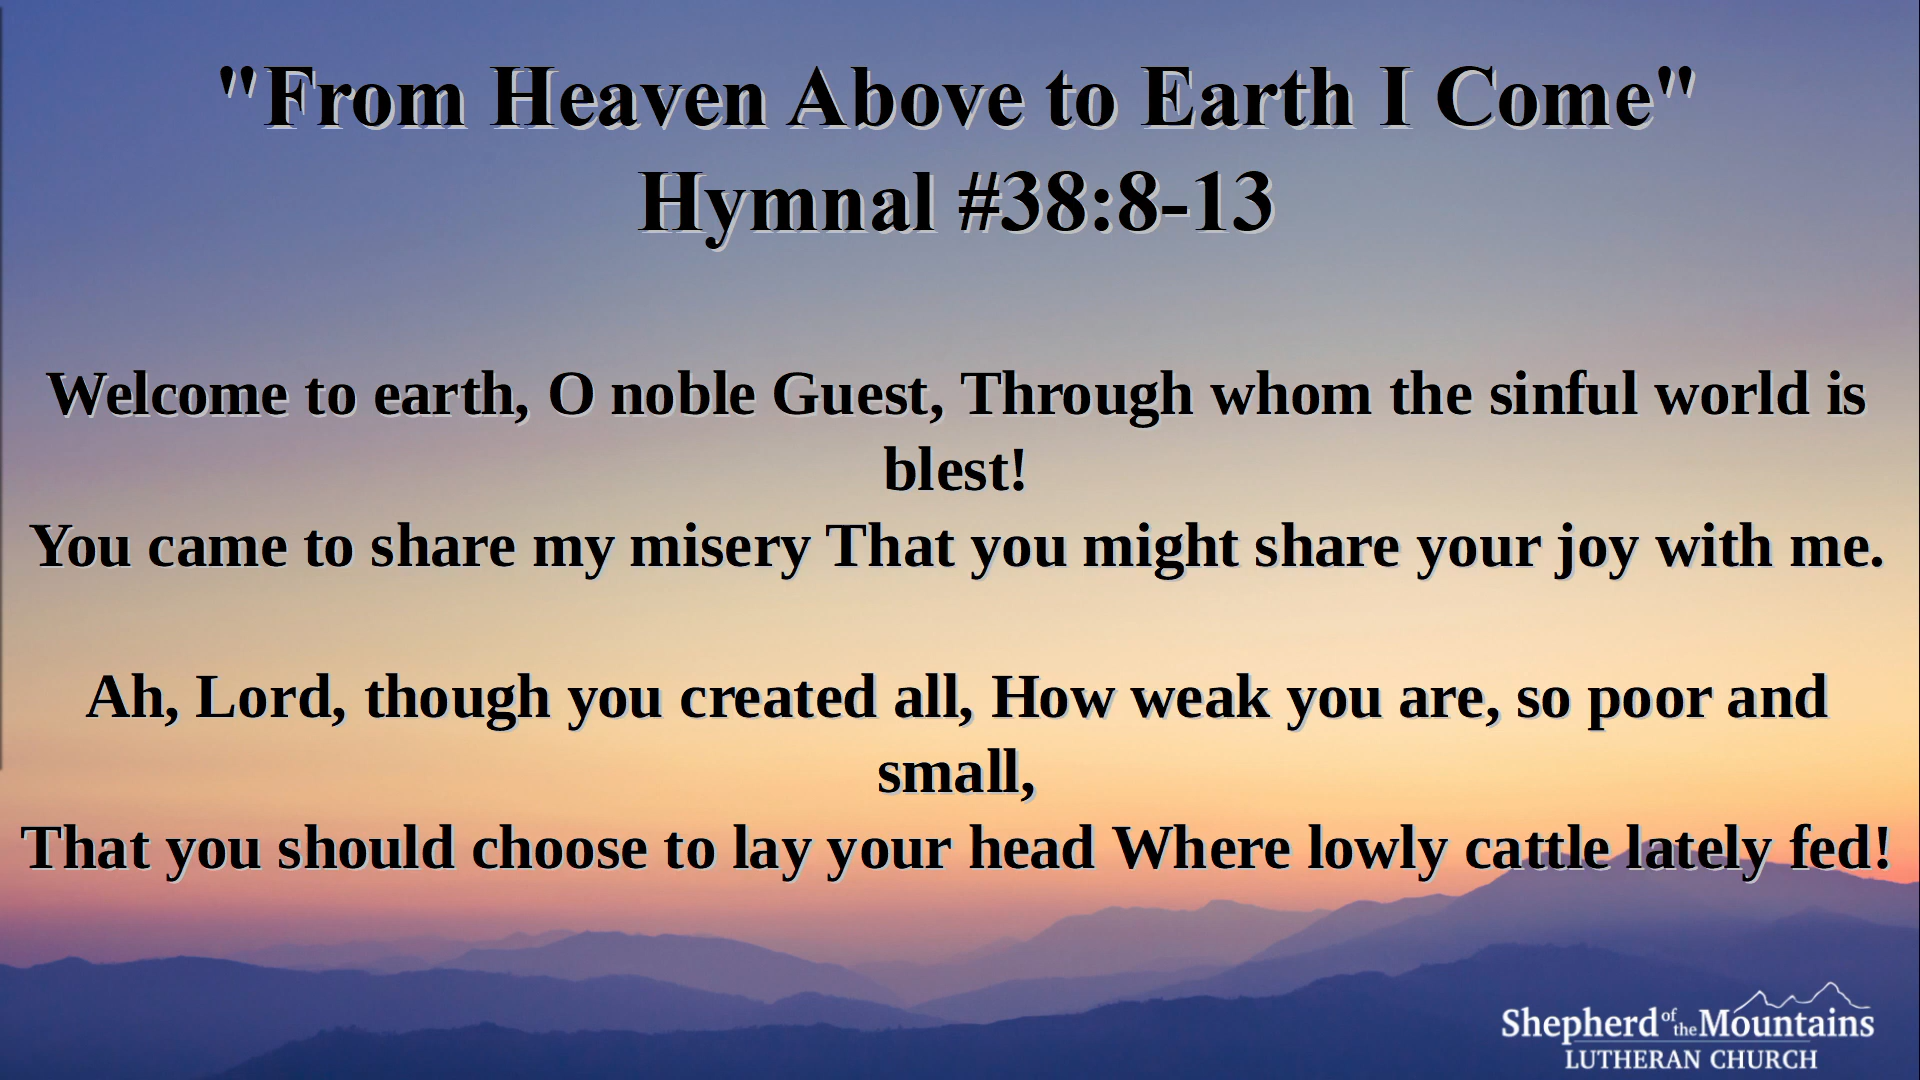 "From Heaven Above to Earth I Come"
Hymnal #38:8-13
Welcome to earth, O noble Guest, Through whom the sinful world is
blest!
You came to share my misery That you might share your joy with me.
Ah, Lord, though you created all, How weak you are, so poor and
small,
That you should choose to lay your head Where lowly cattle lately fed!
Shepherd of the Mountains
LUTHERAN CHURCH